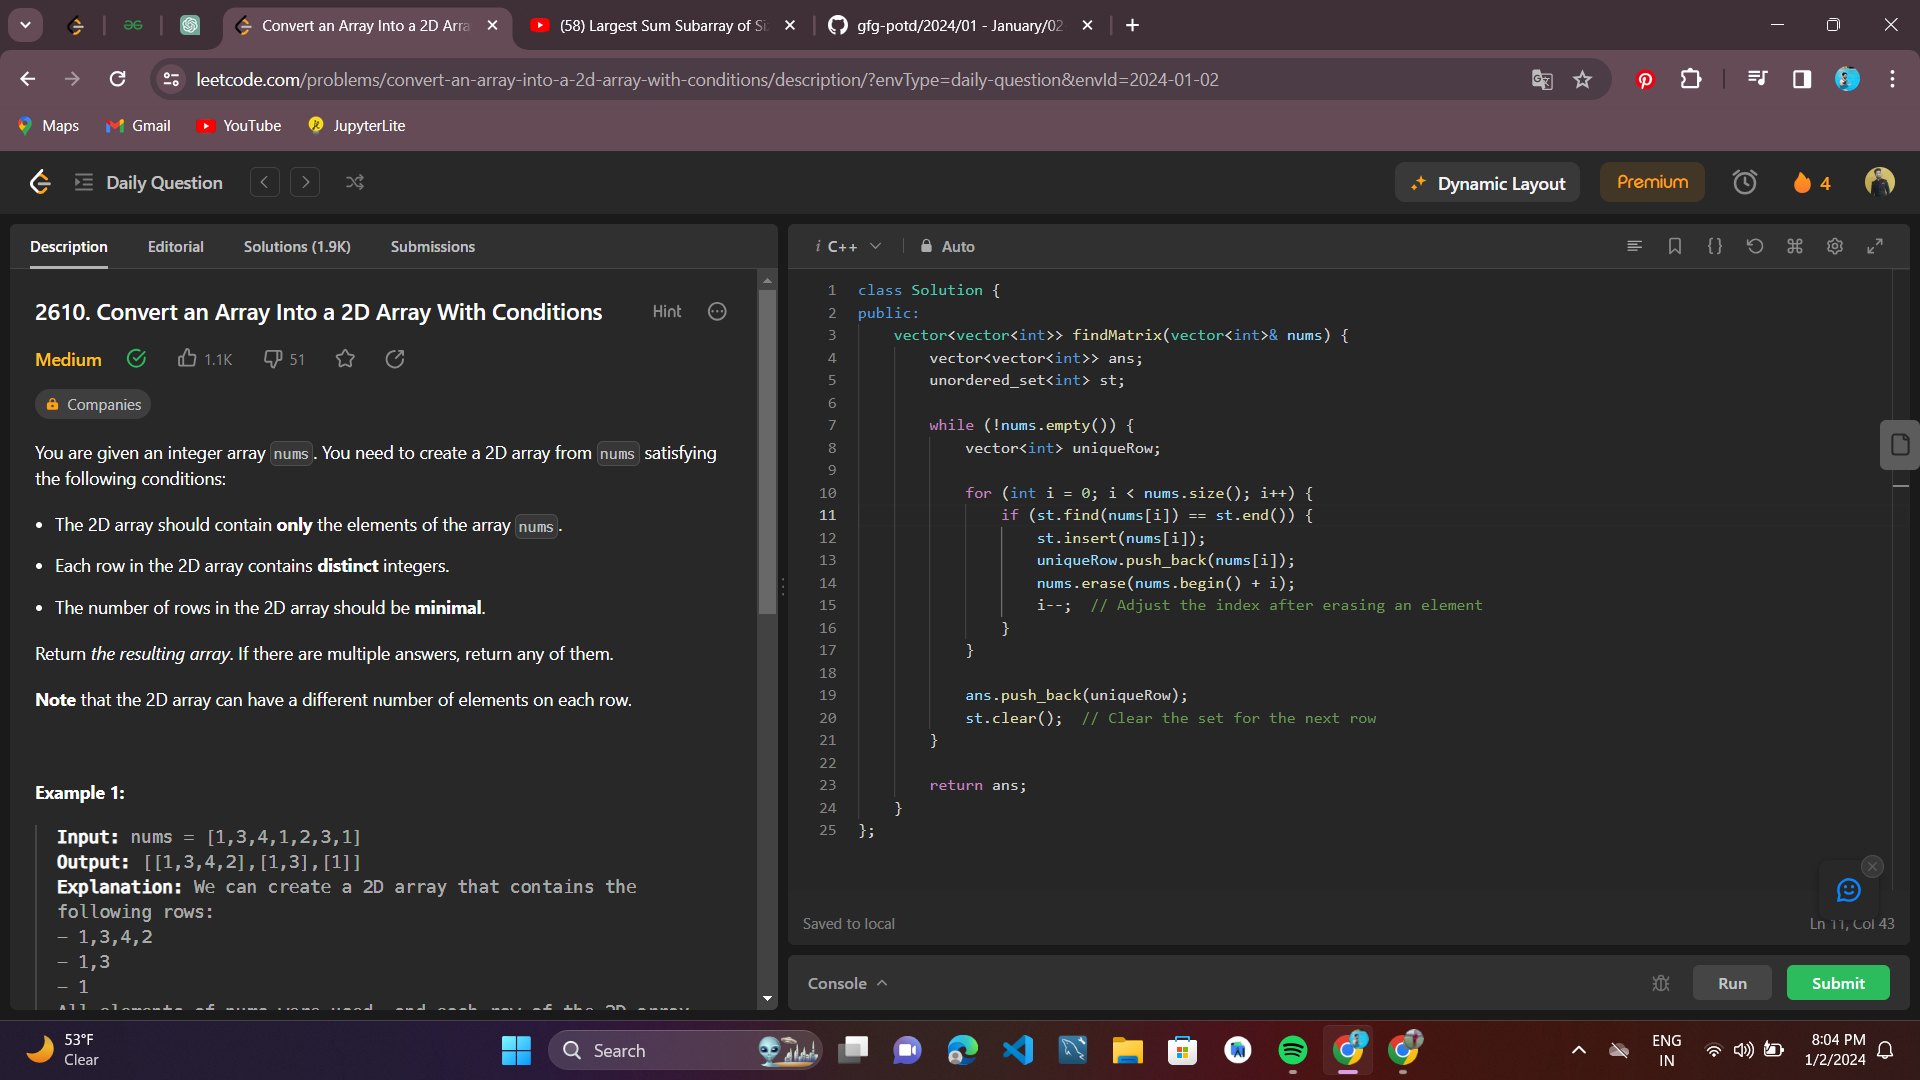 Convert an Array Into a 2D Arra
(58) Largest Sum Subarray of Si
gfg-potd/2024/01 - January/02
leetcode.com/problems/convert-an-array-into-a-2d-array-with-conditions/description/?envType=daily-question&envId=2024-01-02
Maps
Gmail
YouTube
JupyterLite
Daily Question
Dynamic Layout
Premium
4
Description
Editorial
Solutions (1.9K)
Submissions
2610. Convert an Array Into a 2D Array With Conditions
Hint
Medium
1.1K
51
Companies
You are given an integer array nums. You need to create a 2D array from nums satisfying
the following conditions:
• The 2D array should contain only the elements of the array nums.
• Each row in the 2D array contains distinct integers.
• The number of rows in the 2D array should be minimal.
Return the resulting array. If there are multiple answers, return any of them.
Note that the 2D array can have a different number of elements on each row.
Example 1:
Input: nums = [1,3,4,1,2,3,1]
Output: [[1,3,4,2],[1,3],[1]]
Explanation: We can create a 2D array that contains the
following rows:
- 1,3,4,2
- 1,3
- 1
All elements of nums were used, and each row of the 2D array
i C++
Auto
1 class Solution {
2 public:
3 vector<vector<int>> findMatrix(vector<int>& nums) {
4 vector<vector<int>> ans;
5 unordered_set<int> st;
6
7 while (!nums.empty()) {
8 vector<int> uniqueRow;
9
10 for (int i = 0; i < nums.size(); i++) {
11 if (st.find(nums[i]) == st.end()) {
12 st.insert(nums[i]);
13 uniqueRow.push_back(nums[i]);
14 nums.erase(nums.begin() + i);
15 i--; // Adjust the index after erasing an element
16 }
17 }
18
19 ans.push_back(uniqueRow);
20 st.clear(); // Clear the set for the next row
21 }
22
23 return ans;
24 }
25 };
Saved to local
Ln 11, Col 43
Console
Run
Submit
53°F
Clear
Search
ENG
IN
8:04 PM
1/2/2024